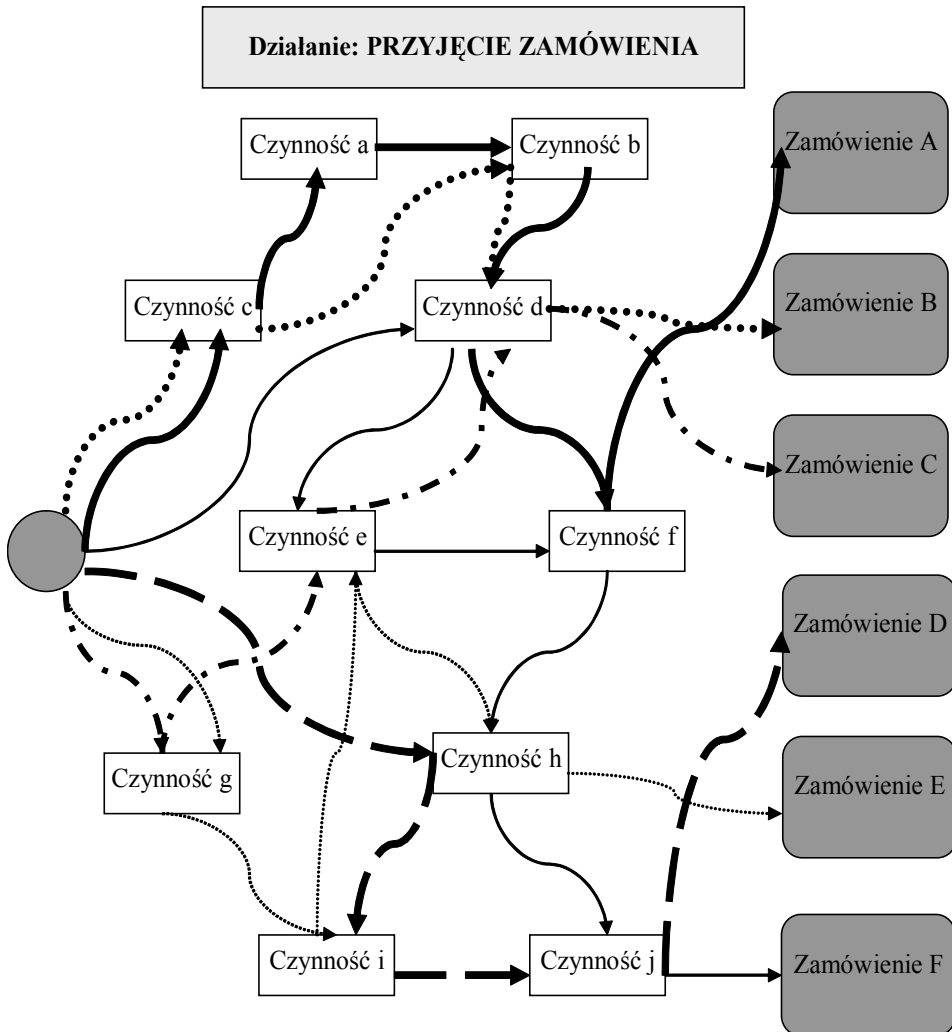 Działanie: PRZYJĘCIE ZAMÓWIENIA
Czynność a
Czynność b
Zamówienie A
Czynność c
Czynność d
Zamówienie B
Zamówienie C
Czynność e
Czynność f
Zamówienie D
Czynność g
Czynność h
Zamówienie E
Czynność i
Czynność j
Zamówienie F